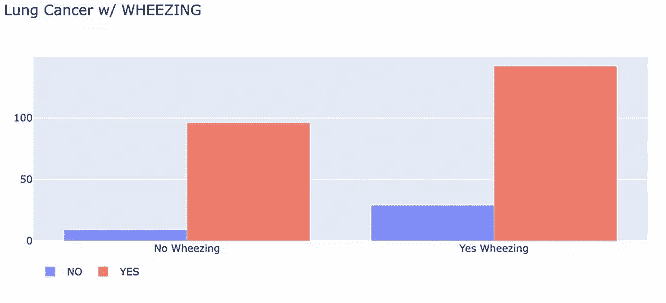 Lung Cancer w/ WHEEZING
100
50
0
No Wheezing Yes Wheezing
NO YES